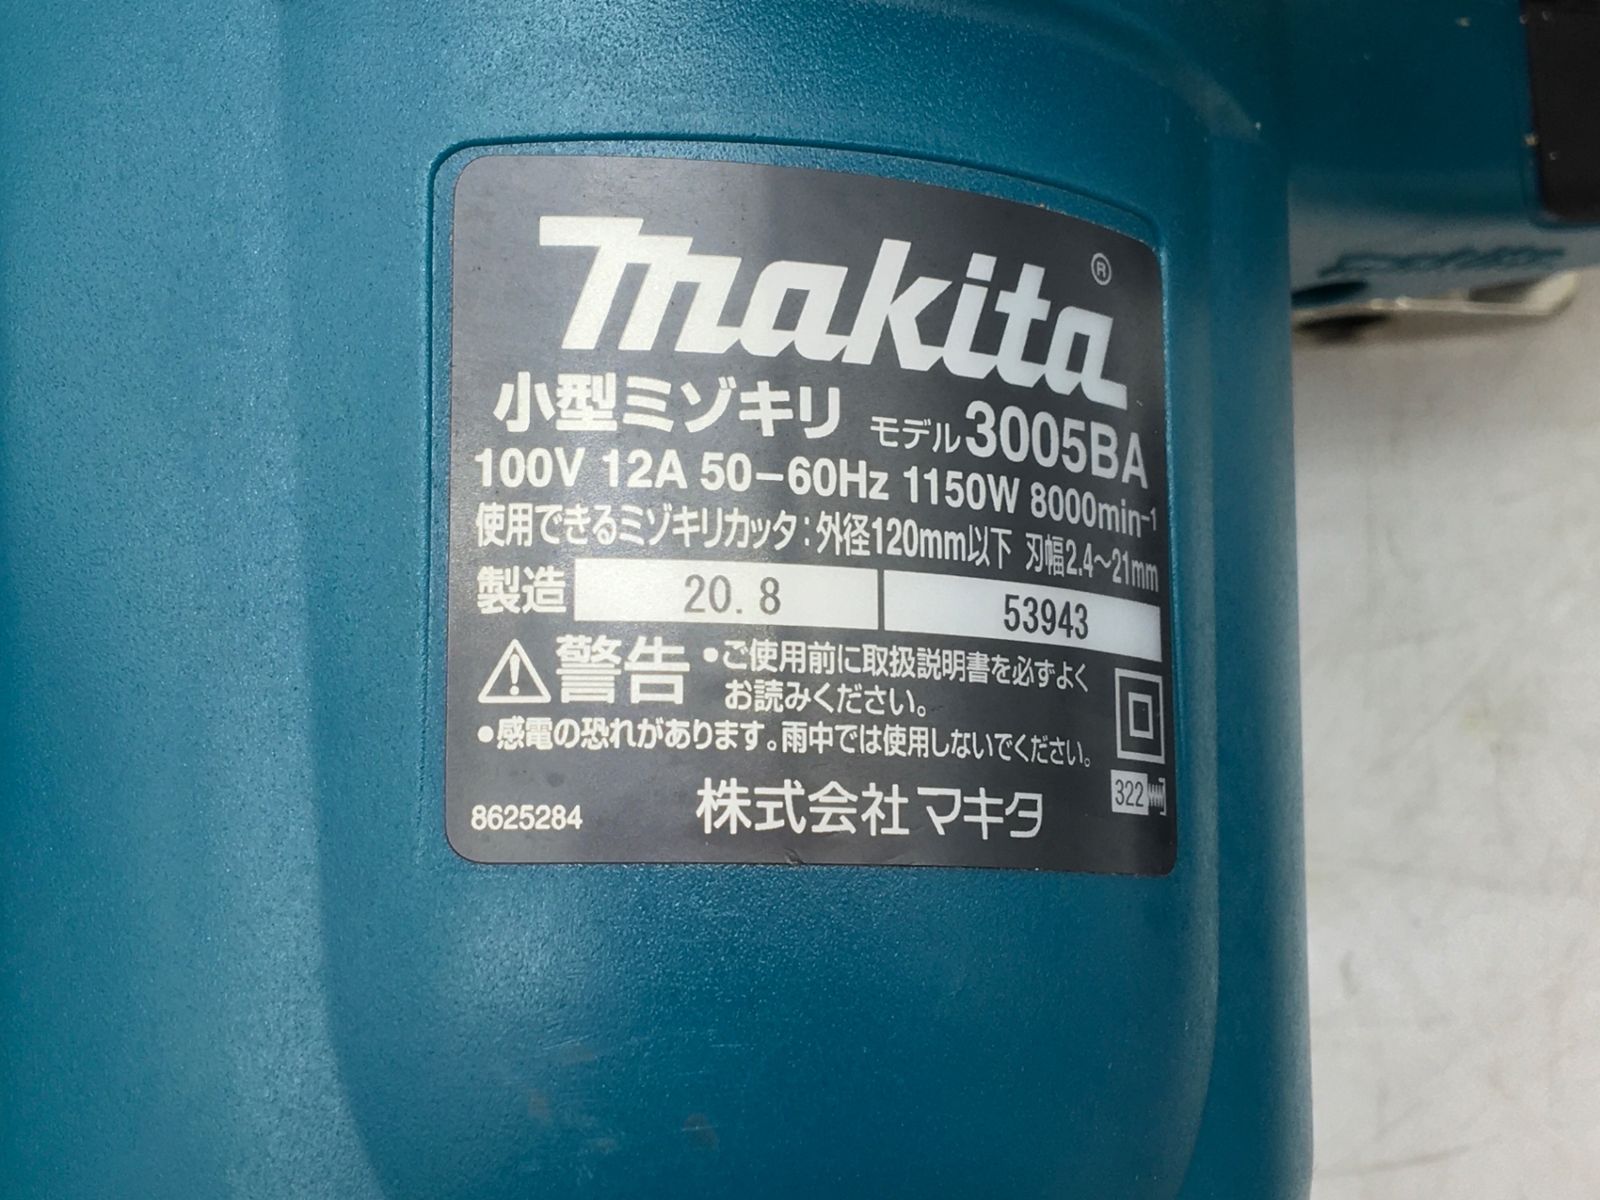 makita®
小型ミゾキリ モデル3005BA
100V 12A 50-60Hz 1150W 8000min-1
使用できるミゾキリカッタ:外径120mm以下 刃幅2.4~21mm
製造 20.8 53943
警告 •ご使用前に取扱説明書を必ずよく
お読みください。
•感電の恐れがあります。雨中では使用しないでください。
322
8625284 株式会社マキタ